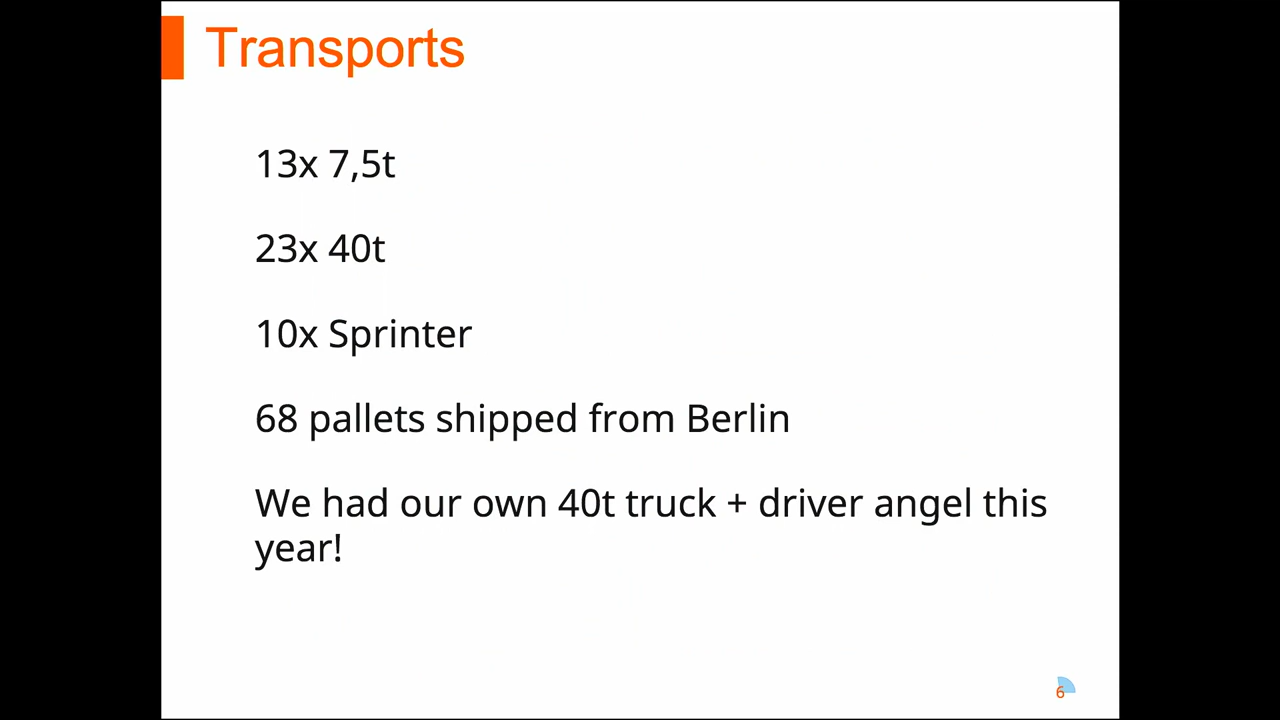 Transports
13x 7,5t
23x 40t
10x Sprinter
68 pallets shipped from Berlin
We had our own 40t truck + driver angel this
year!
6